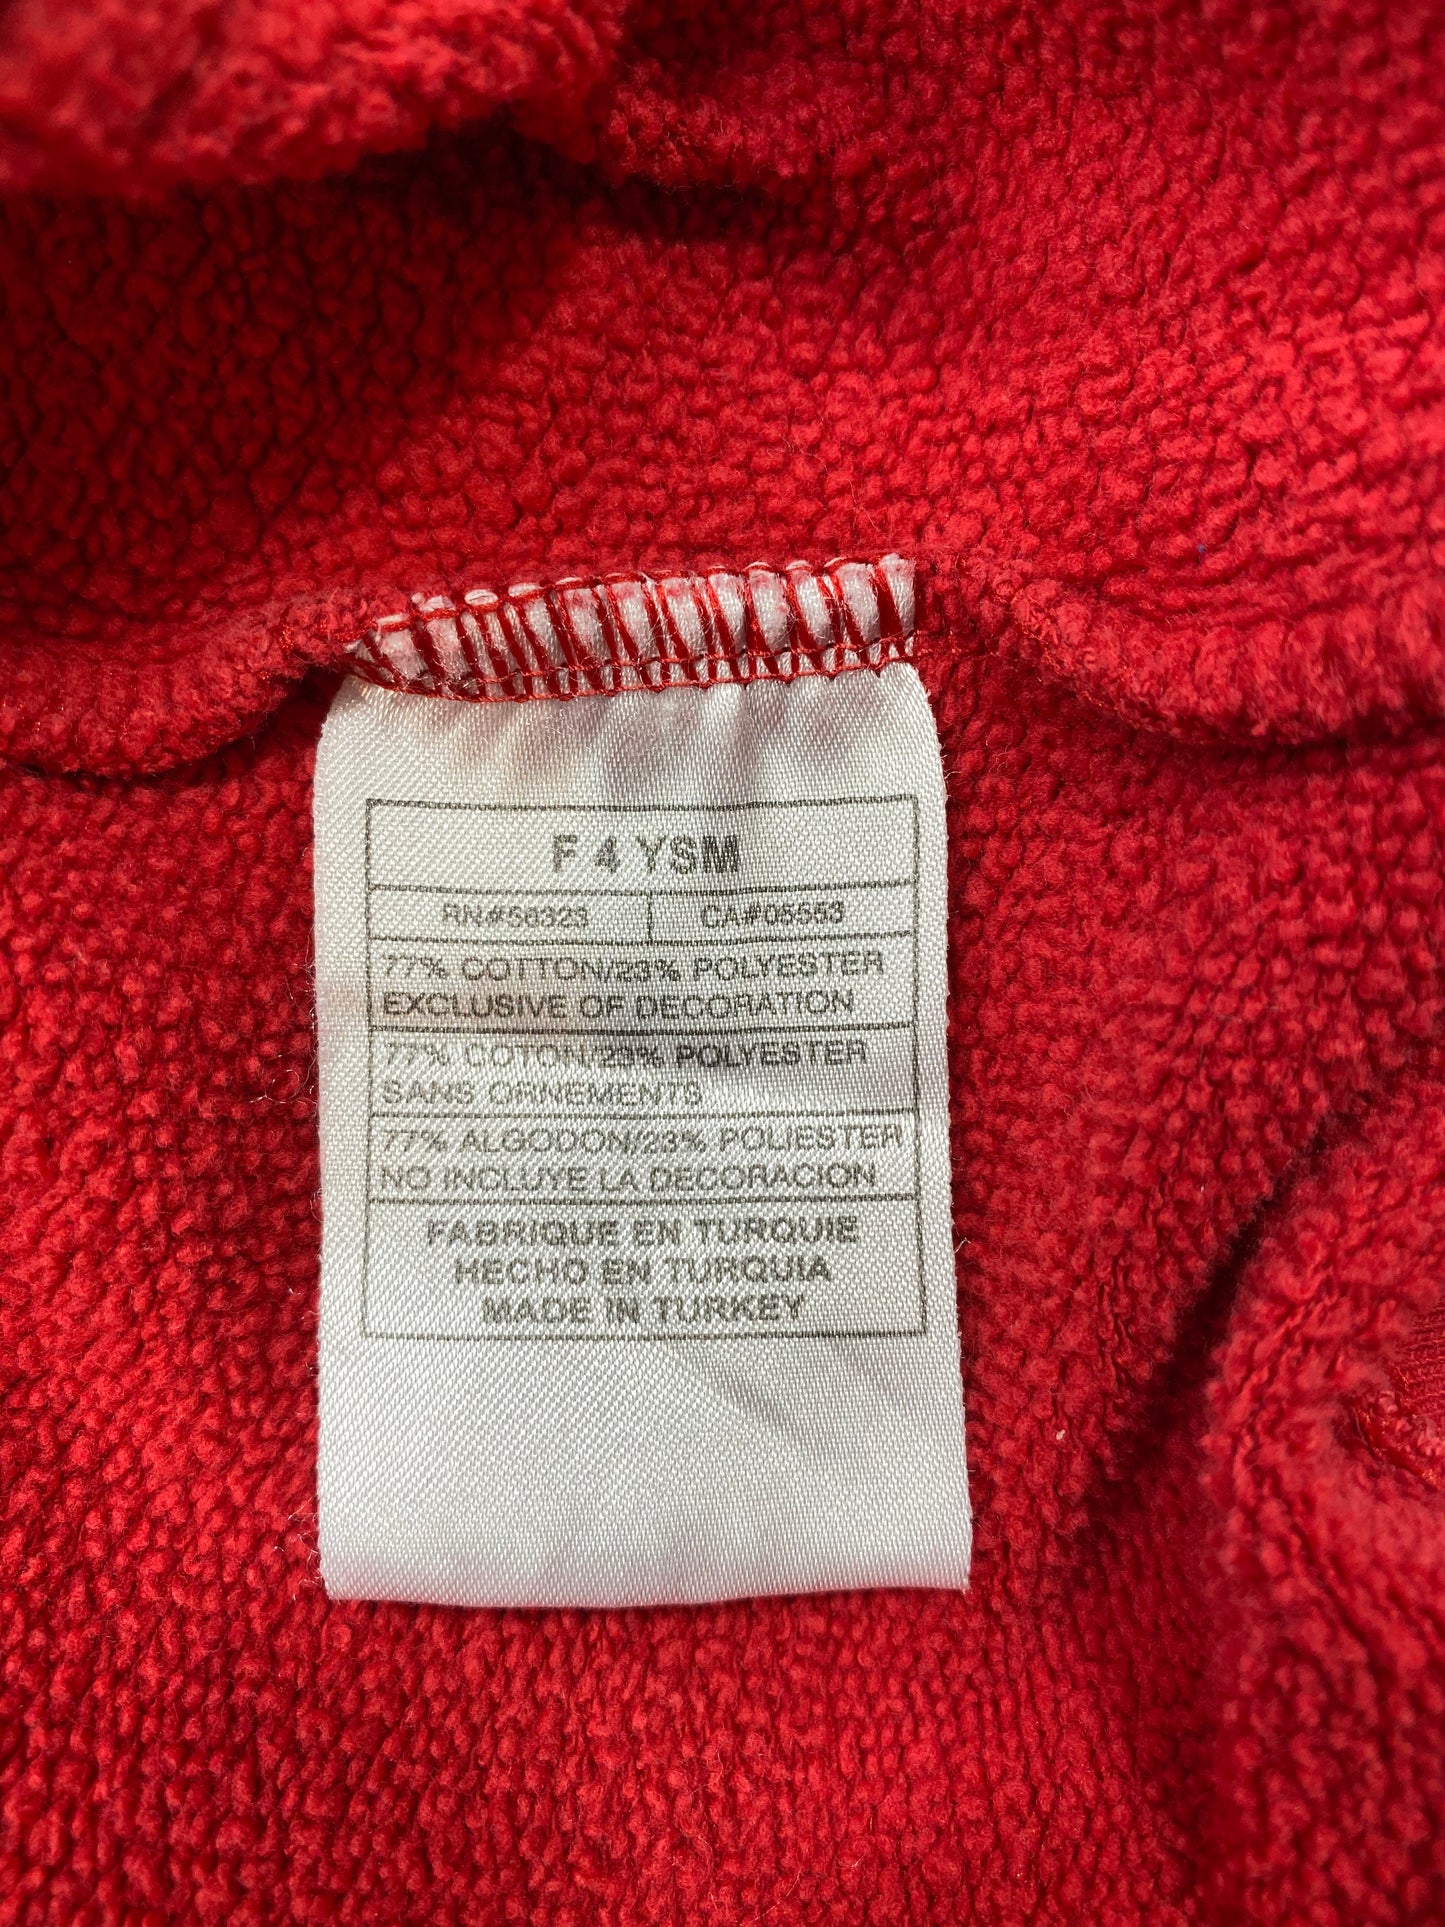 F 4 YSM
RN#56323 CA#05553
77% COTTON/23% POLYESTER
EXCLUSIVE OF DECORATION
77% COTON/23% POLYESTER
SANS ORNEMENTS
77% ALGODON/23% POLIESTER
NO INCLUYE LA DECORACION
FABRIQUE EN TURQUIE
HECHO EN TURQUIA
MADE IN TURKEY